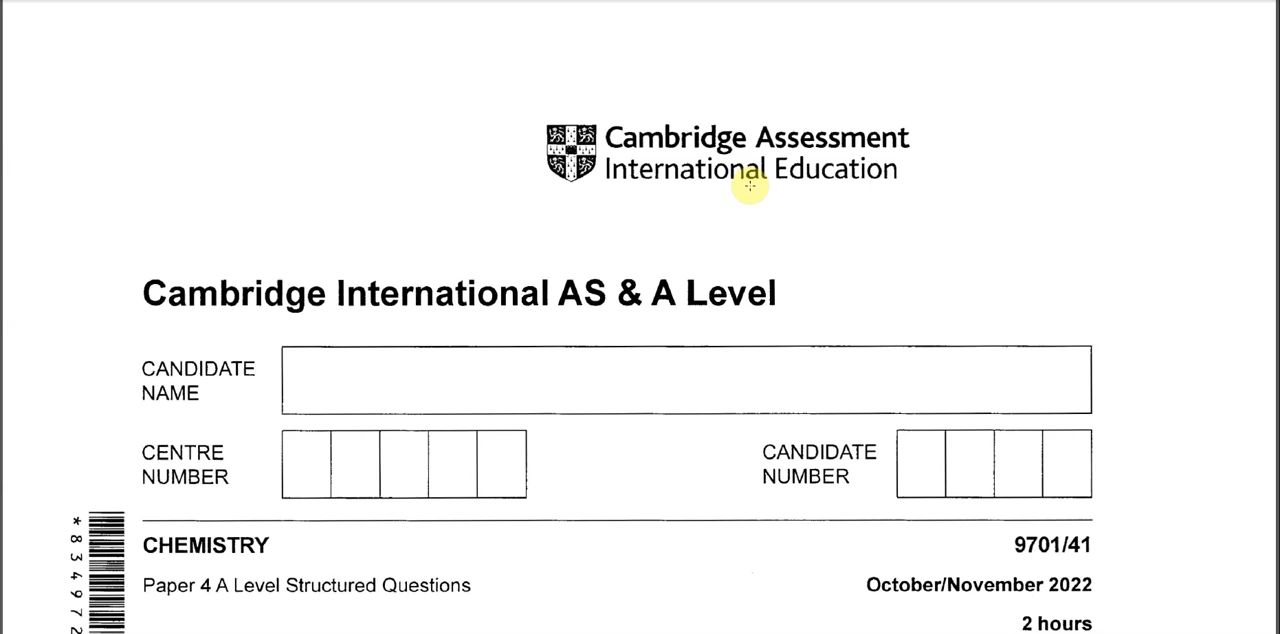 Cambridge Assessment
International Education
Cambridge International AS & A Level
CANDIDATE
NAME
CENTRE
NUMBER
CANDIDATE
NUMBER
CHEMISTRY
9701/41
Paper 4 A Level Structured Questions
October/November 2022
2 hours
*834972